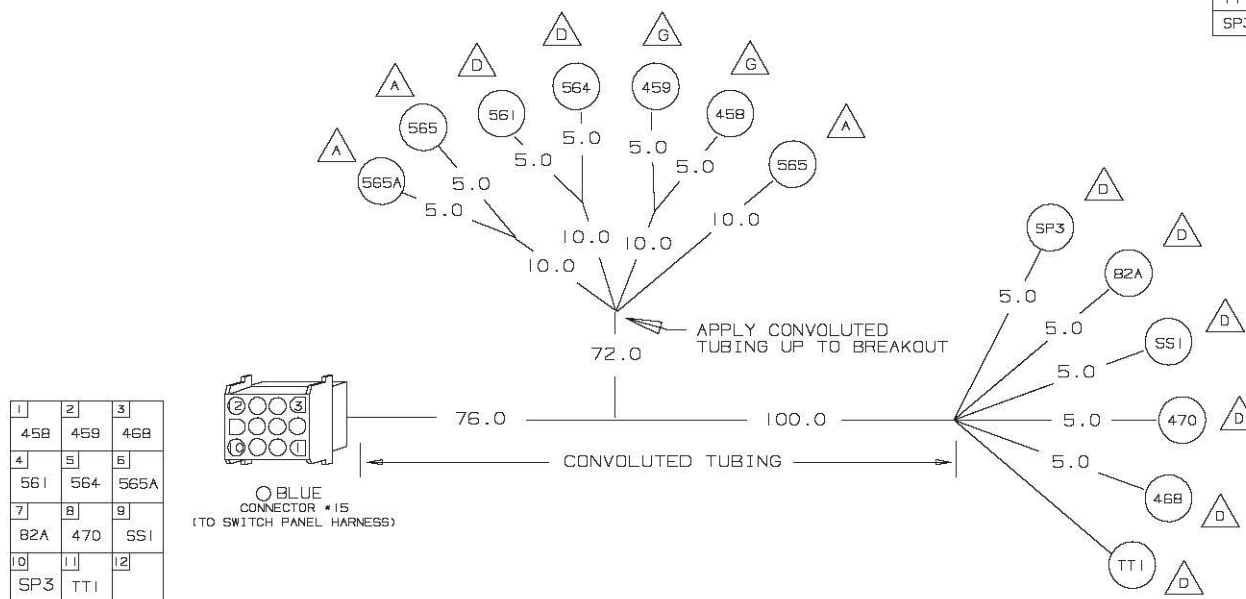 SP3
D
G
D
564
459
G
A
561
458
565
A
A
565
5.0
5.0
565A
5.0
5.0
5.0
5.0
10.0
10.0
10.0
10.0
D
SP3
D
82A
D
SS1
5.0
5.0
5.0
APPLY CONVOLUTED
TUBING UP TO BREAKOUT
72.0
76.0
100.0
5.0
470
D
5.0
468
D
TT1
D
CONVOLUTED TUBING
2
3
10
1
BLUE
CONNECTOR #15
(TO SWITCH PANEL HARNESS)
1 2 3
458 459 468
4 5 6
561 564 565A
7 8 9
82A 470 SS1
10 11 12
SP3 TT1